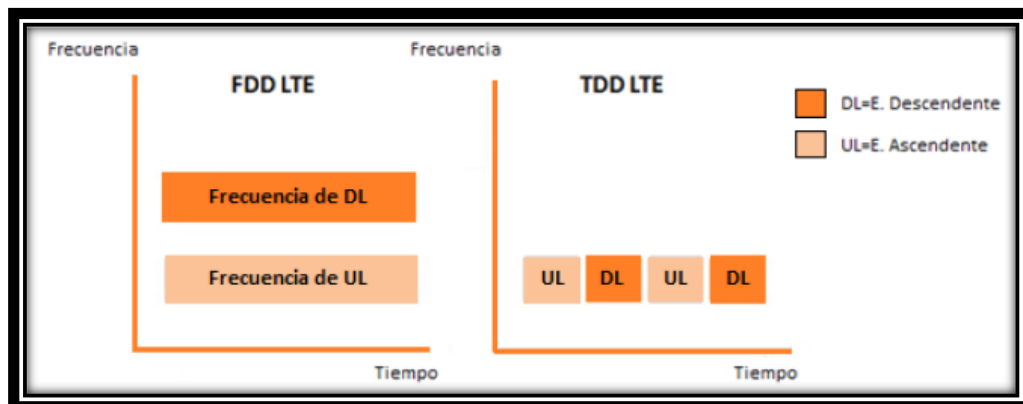 Frecuencia
FDD LTE
Frecuencia de DL
Frecuencia de UL
Tiempo
Frecuencia
TDD LTE
UL DL UL DL
Tiempo
DL=E. Descendente
UL=E. Ascendente